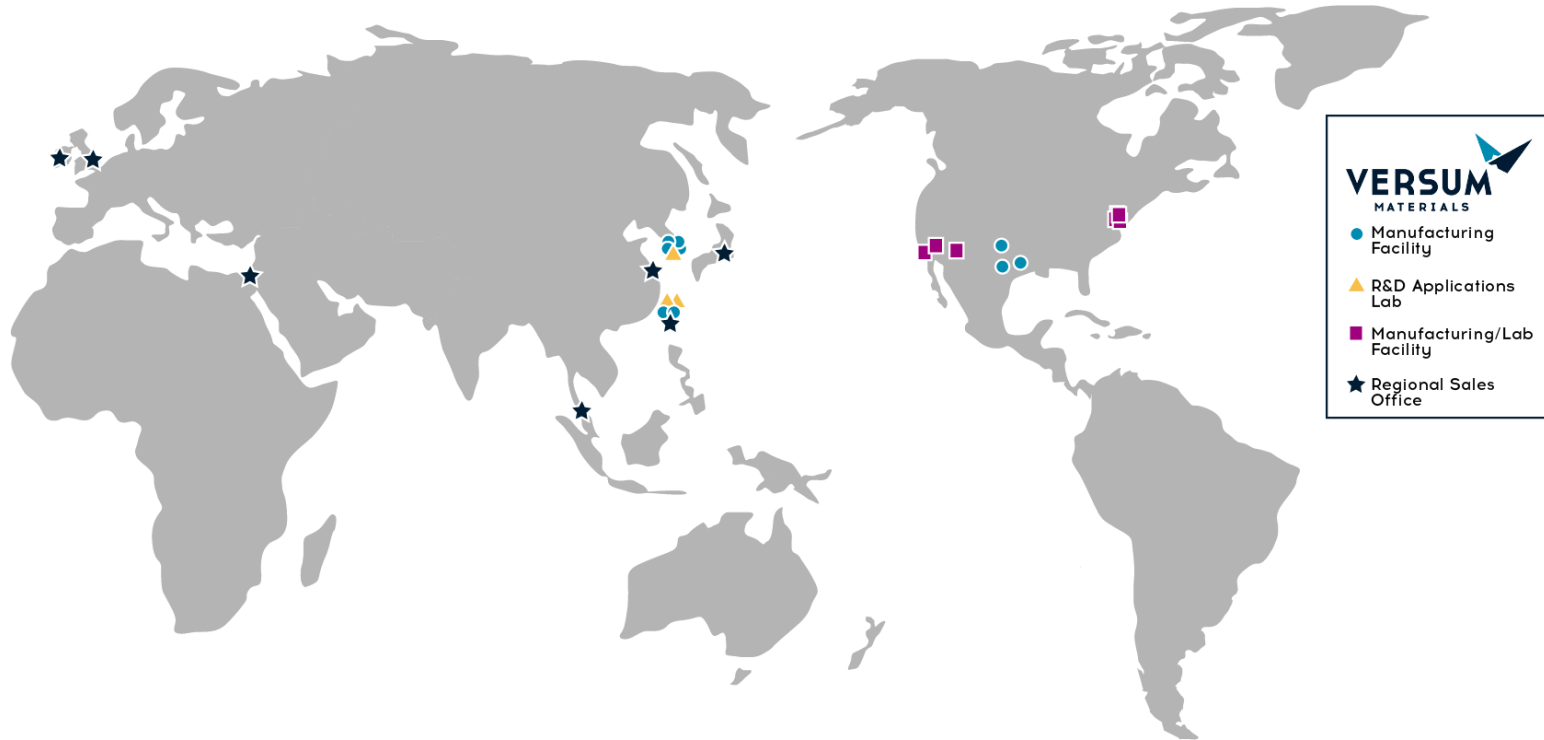 VERSUM
MATERIALS
Manufacturing
Facility
R&D Applications
Lab
Manufacturing/Lab
Facility
Regional Sales
Office